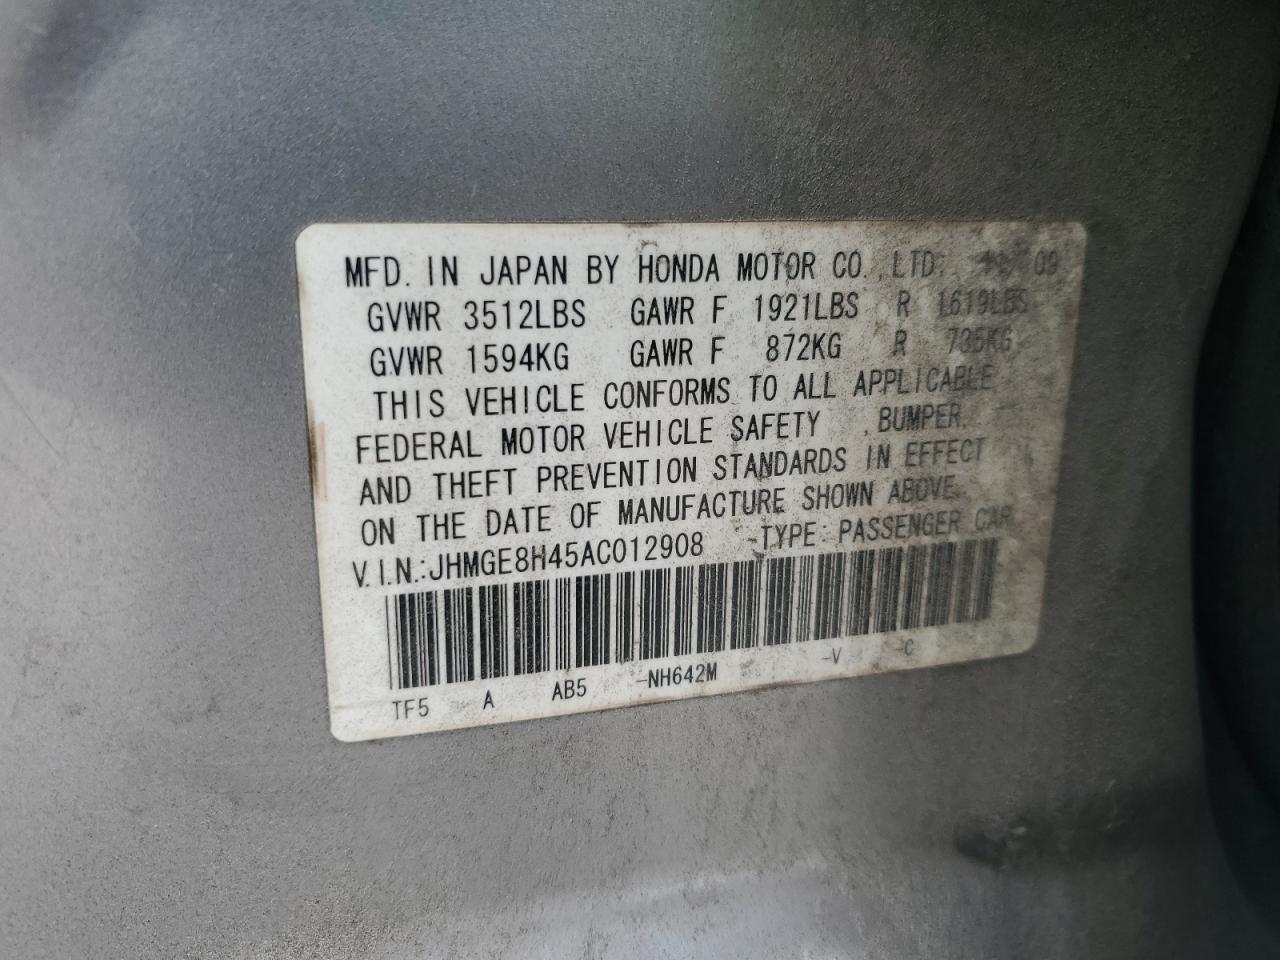 MFD. IN JAPAN BY HONDA MOTOR CO., LTD. /09
GVWR 3512LBS GAWR F 1921LBS R 1619LBS
GVWR 1594KG GAWR F 872KG R 735KG
THIS VEHICLE CONFORMS TO ALL APPLICABLE
FEDERAL MOTOR VEHICLE SAFETY , BUMPER,
AND THEFT PREVENTION STANDARDS IN EFFECT
ON THE DATE OF MANUFACTURE SHOWN ABOVE.
V.I.N.:JHMGE8H45AC012908 TYPE: PASSENGER CAR
TF5 A AB5 -NH642M -V -C